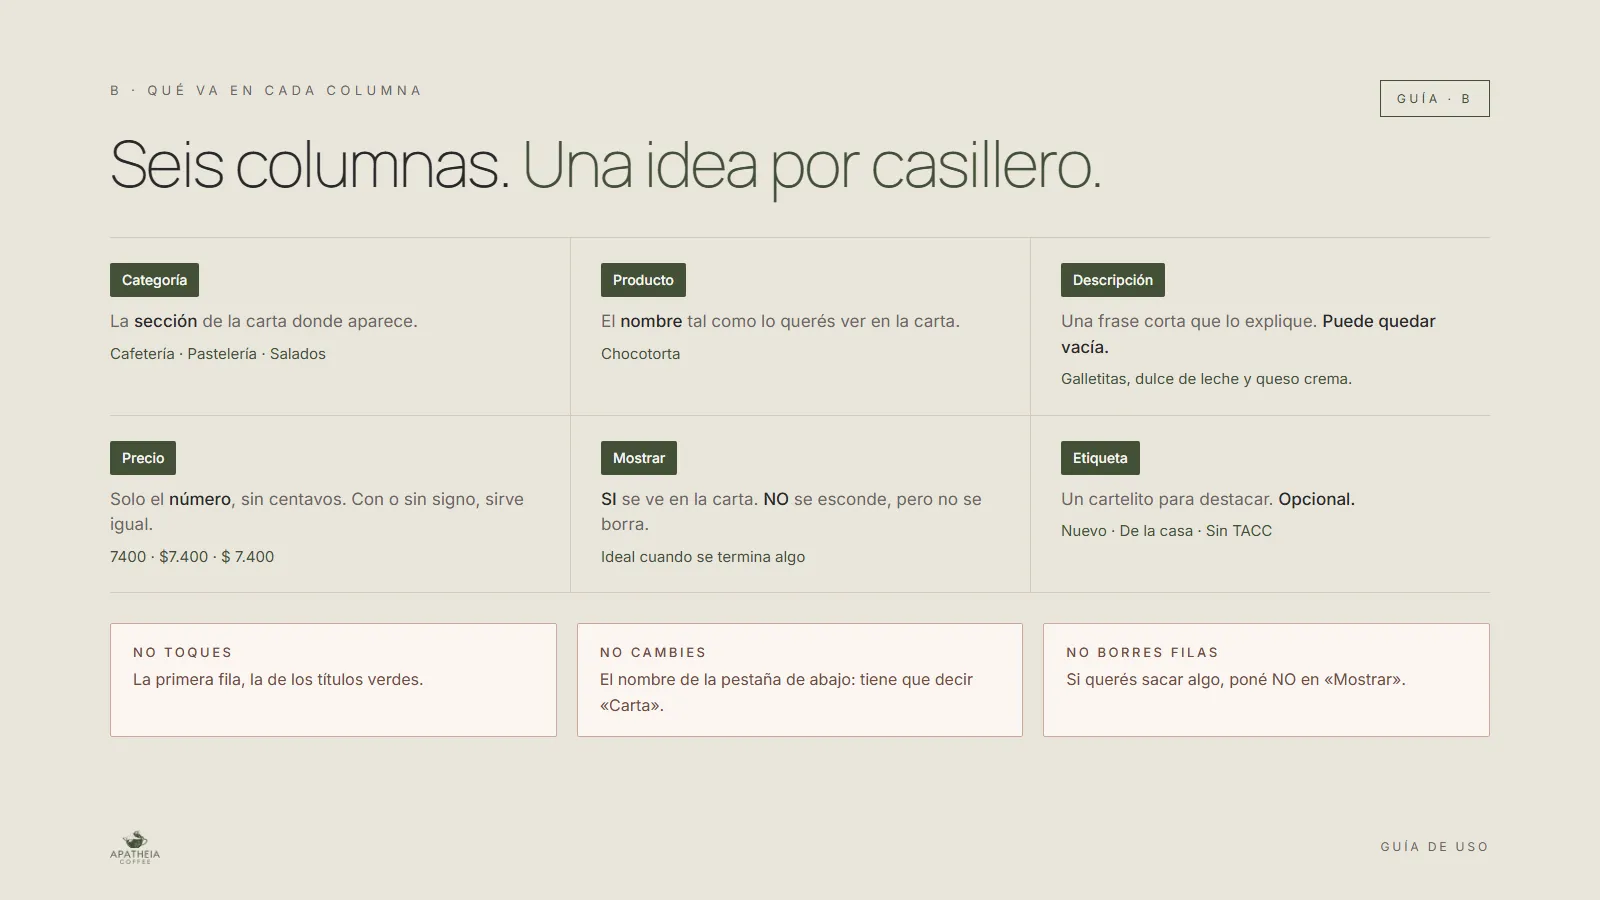 B · QUÉ VA EN CADA COLUMNA
GUÍA · B
Seis columnas. Una idea por casillero.
Categoría
La sección de la carta donde aparece.
Cafetería · Pastelería · Salados
Producto
El nombre tal como lo querés ver en la carta.
Chocotorta
Descripción
Una frase corta que lo explique. Puede quedar
vacía.
Galletitas, dulce de leche y queso crema.
Precio
Solo el número, sin centavos. Con o sin signo, sirve
igual.
7400 · $7.400 · $ 7.400
Mostrar
SI se ve en la carta. NO se esconde, pero no se
borra.
Ideal cuando se termina algo
Etiqueta
Un cartelito para destacar. Opcional.
Nuevo · De la casa · Sin TACC
NO TOQUES
La primera fila, la de los títulos verdes.
NO CAMBIES
El nombre de la pestaña de abajo: tiene que decir
«Carta».
NO BORRES FILAS
Si querés sacar algo, poné NO en «Mostrar».
APATHEIA
COFFEE
GUÍA DE USO